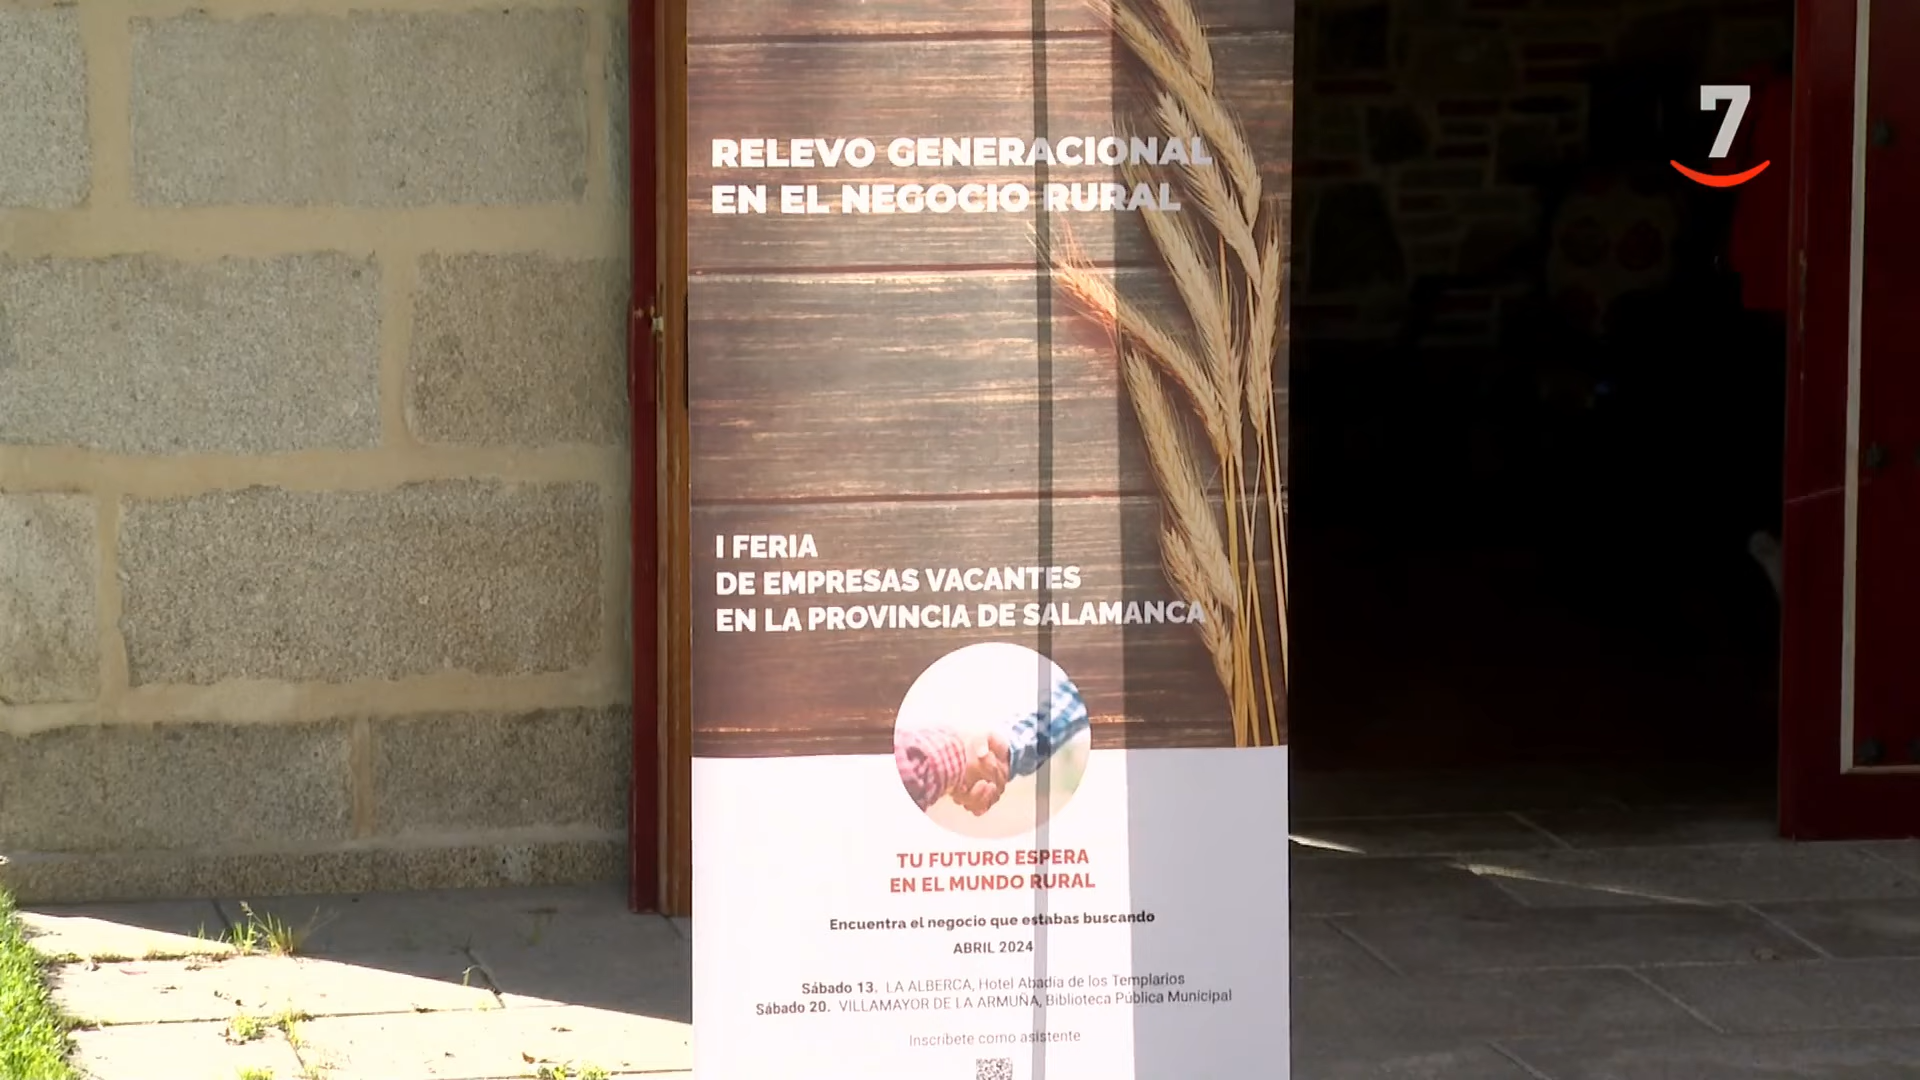 7
RELEVO GENERACIONAL
EN EL NEGOCIO RURAL
I FERIA
DE EMPRESAS VACANTES
EN LA PROVINCIA DE SALAMANCA
TU FUTURO ESPERA
EN EL MUNDO RURAL
Encuentra el negocio que estabas buscando
ABRIL 2024
Sábado 13. LA ALBERCA, Hotel Abadía de los Templarios
Sábado 20. VILLAMAYOR DE LA ARMUÑA, Biblioteca Pública Municipal
Inscríbete como asistente